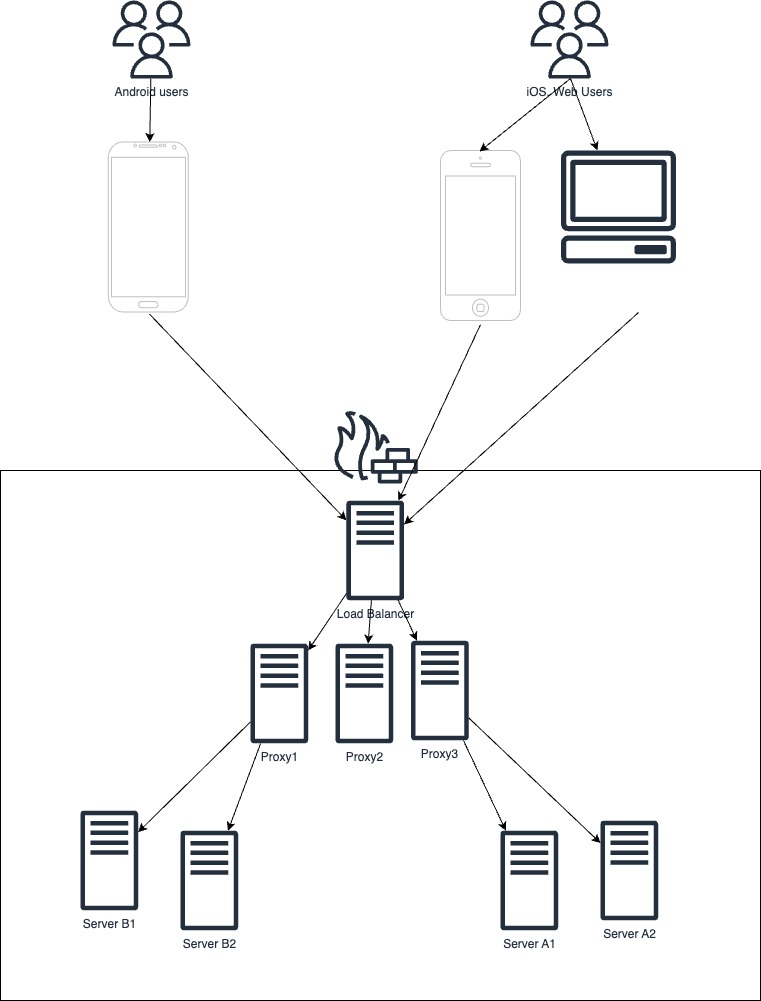 Android users
iOS, Web Users
Load Balancer
Proxy1
Proxy2
Proxy3
Server B1
Server B2
Server A1
Server A2